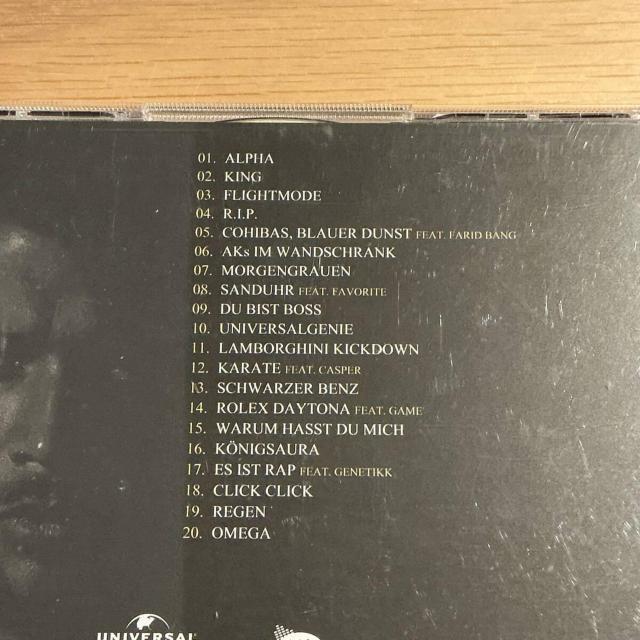 01. ALPHA
02. KING
03. FLIGHTMODE
04. R.I.P.
05. COHIBAS, BLAUER DUNST FEAT. FARID BANG
06. AKs IM WANDSCHRANK
07. MORGENGRAUEN
08. SANDUHR FEAT. FAVORITE
09. DU BIST BOSS
10. UNIVERSALGENIE
11. LAMBORGHINI KICKDOWN
12. KARATE FEAT. CASPER
13. SCHWARZER BENZ
14. ROLEX DAYTONA FEAT. GAME
15. WARUM HASST DU MICH
16. KÖNIGSAURA
17. ES IST RAP FEAT. GENETIKK
18. CLICK CLICK
19. REGEN
20. OMEGA
UNIVERSAL